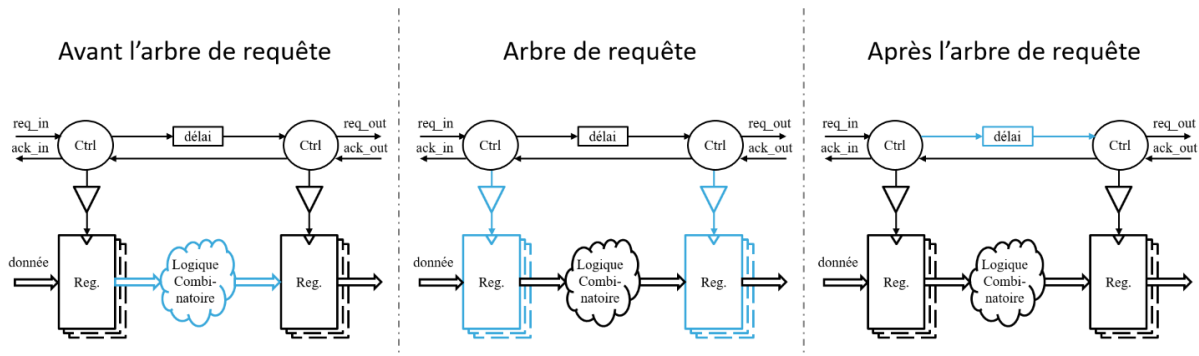 Avant l'arbre de requête
req_in
ack_in
Ctrl
délai
Ctrl
req_out
ack_out
donnée
Reg.
Logique
Combi-
natoire
Reg.
Arbre de requête
req_in
ack_in
Ctrl
délai
Ctrl
req_out
ack_out
donnée
Reg.
Logique
Combi-
natoire
Reg.
Après l'arbre de requête
req_in
ack_in
Ctrl
délai
Ctrl
req_out
ack_out
donnée
Reg.
Logique
Combi-
natoire
Reg.